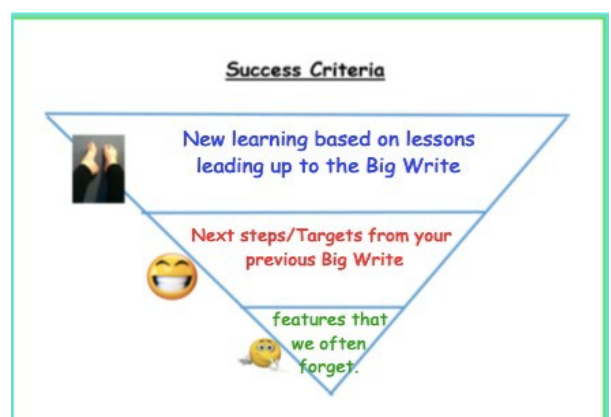 Success Criteria
New learning based on lessons
leading up to the Big Write
Next steps/Targets from your
previous Big Write
features that
we often
forget.